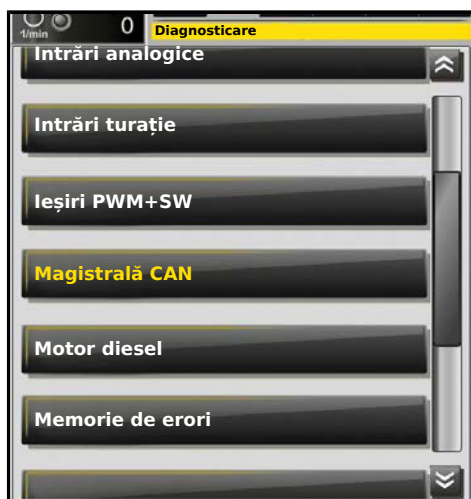 1/min
0
Diagnosticare
Intrări analogice
Intrări turație
Ieșiri PWM+SW
Magistrală CAN
Motor diesel
Memorie de erori